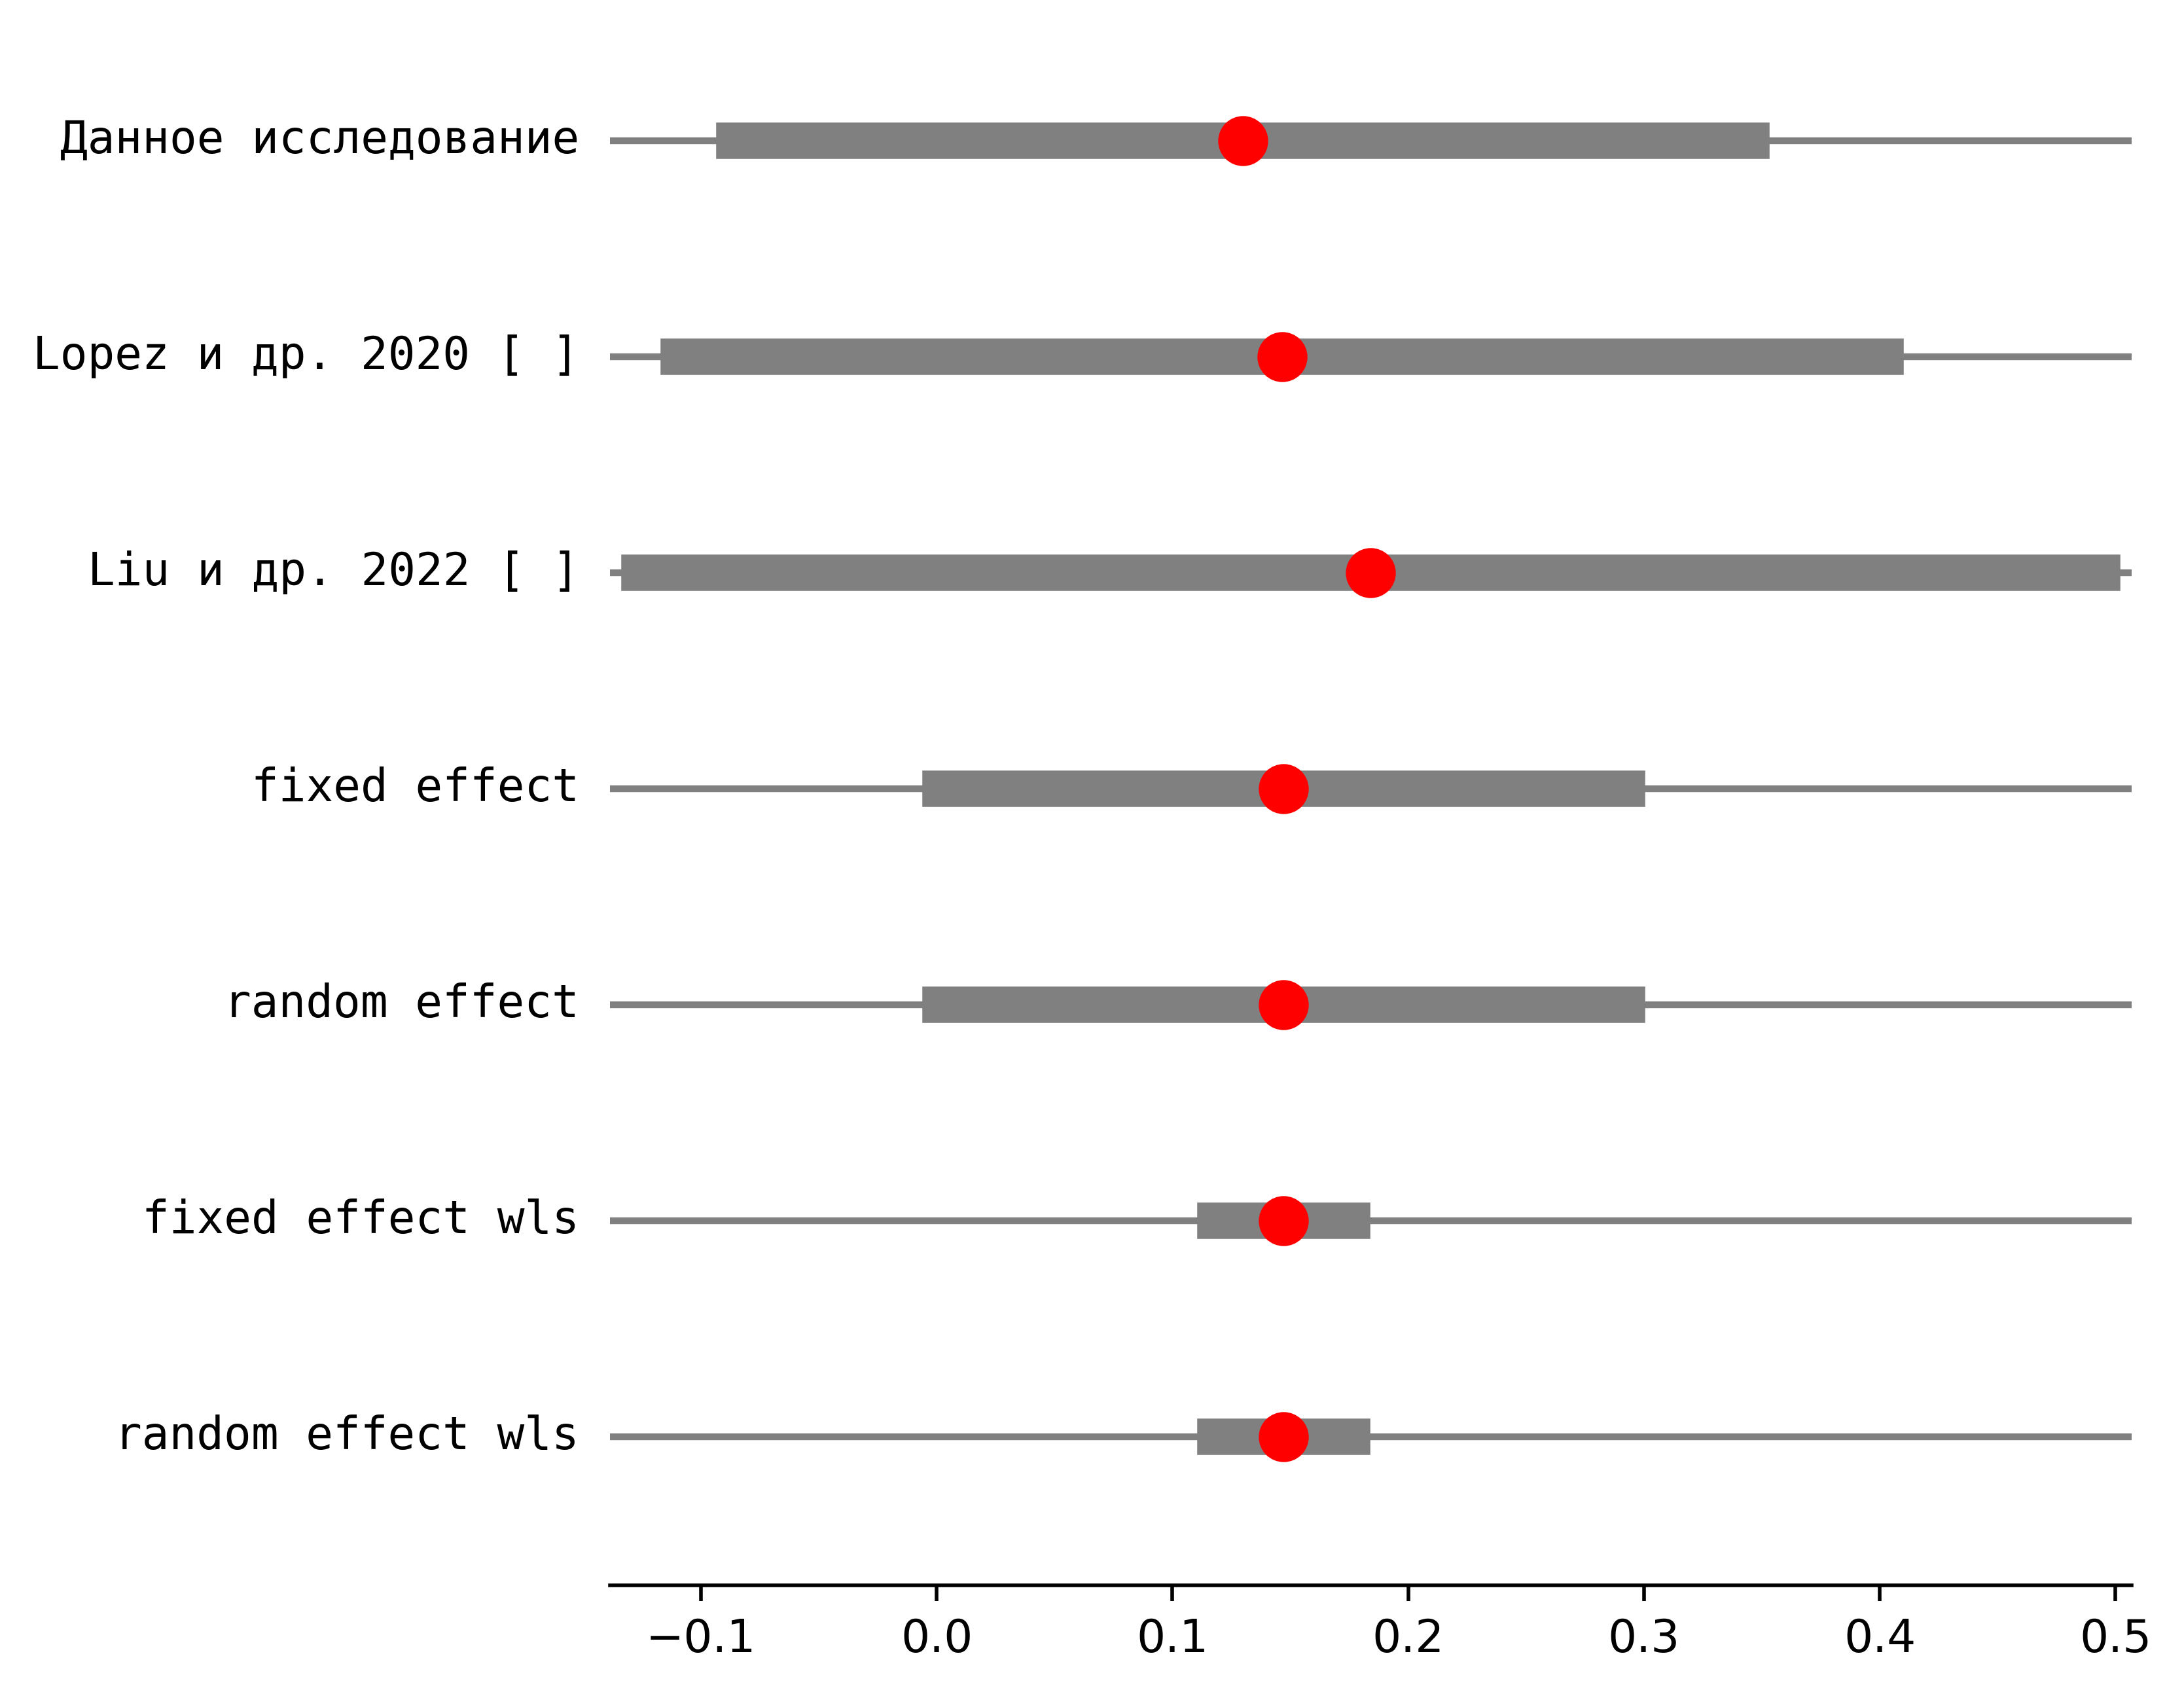 Данное исследование
Lopez и др. 2020 [ ]
Liu и др. 2022 [ ]
fixed effect
random effect
fixed effect wls
random effect wls
−0.1 0.0 0.1 0.2 0.3 0.4 0.5